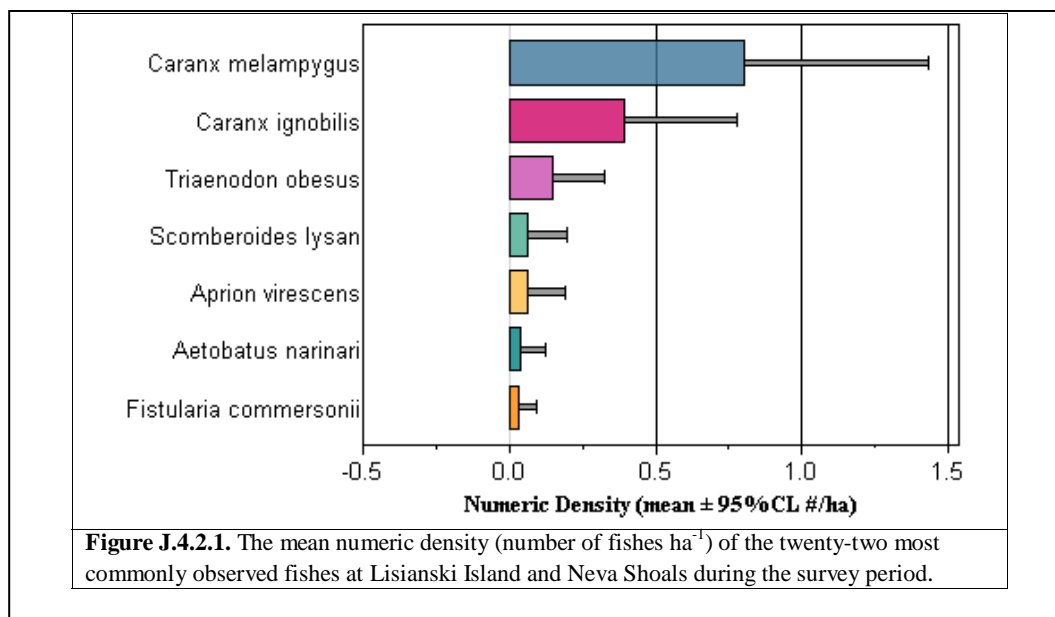 Caranx melampygus
Caranx ignobilis
Triaenodon obesus
Scomberoides lysan
Aprion virescens
Aetobatus narinari
Fistularia commersonii
-0.5 0.0 0.5 1.0 1.5
Numeric Density (mean ± 95%CL #/ha)
Figure J.4.2.1. The mean numeric density (number of fishes ha⁻¹) of the twenty-two most
commonly observed fishes at Lisianski Island and Neva Shoals during the survey period.